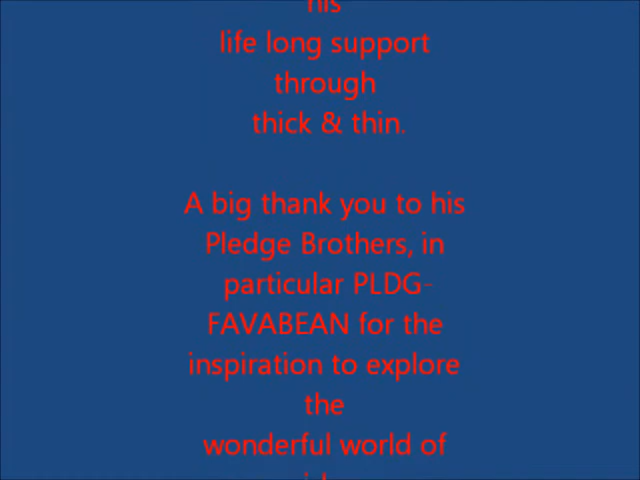 his
life long support
through
thick & thin.
A big thank you to his
Pledge Brothers, in
particular PLDG-
FAVABEAN for the
inspiration to explore
the
wonderful world of